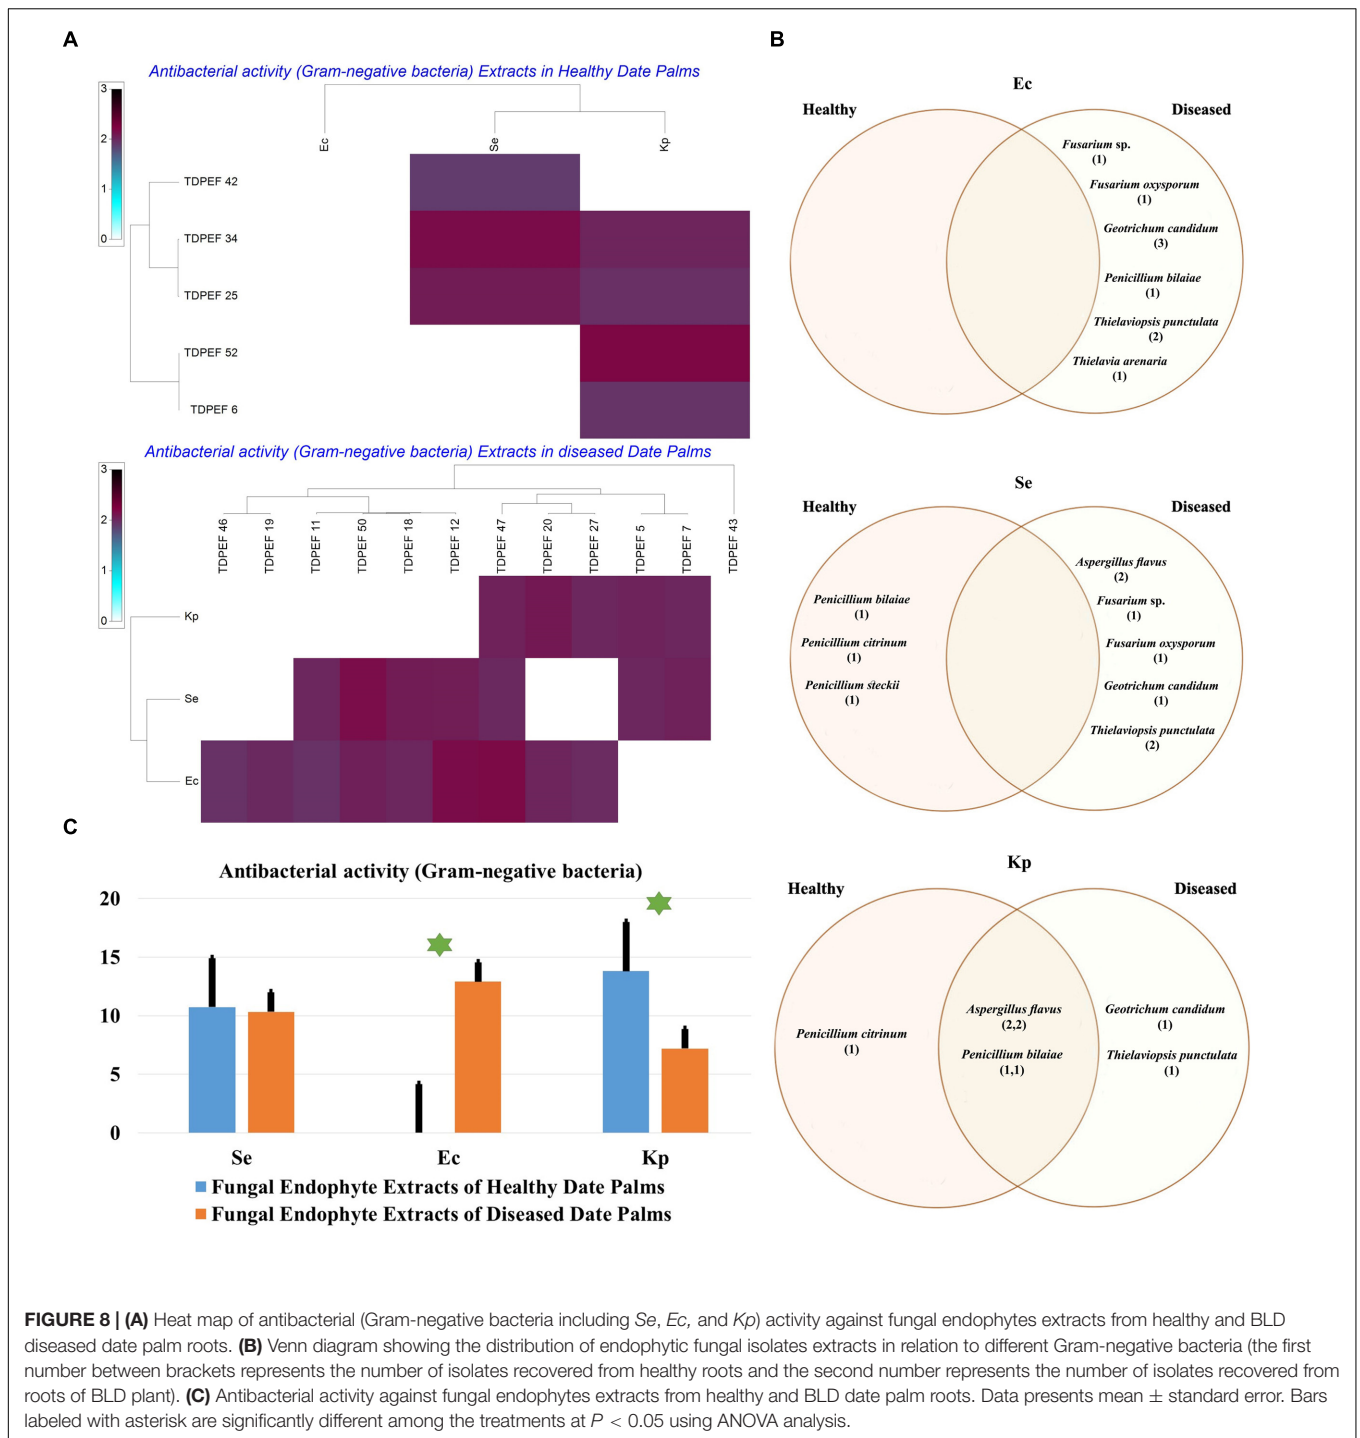 A
Antibacterial activity (Gram-negative bacteria) Extracts in Healthy Date Palms
3
2
1
0
Ec
Se
Kp
TDPEF 42
TDPEF 34
TDPEF 25
TDPEF 52
TDPEF 6
Antibacterial activity (Gram-negative bacteria) Extracts in diseased Date Palms
3
2
1
0
TDPEF 46
TDPEF 19
TDPEF 11
TDPEF 50
TDPEF 18
TDPEF 12
TDPEF 47
TDPEF 20
TDPEF 27
TDPEF 5
TDPEF 7
TDPEF 43
Kp
Se
Ec
B
Ec
Healthy
Diseased
Fusarium sp.
(1)
Fusarium oxysporum
(1)
Geotrichum candidum
(3)
Penicillium bilaiae
(1)
Thielaviopsis punctulata
(2)
Thielavia arenaria
(1)
Se
Healthy
Diseased
Penicillium bilaiae
(1)
Penicillium citrinum
(1)
Penicillium steckii
(1)
Aspergillus flavus
(2)
Fusarium sp.
(1)
Fusarium oxysporum
(1)
Geotrichum candidum
(1)
Thielaviopsis punctulata
(2)
Kp
Healthy
Diseased
Penicillium citrinum
(1)
Aspergillus flavus
(2,2)
Penicillium bilaiae
(1,1)
Geotrichum candidum
(1)
Thielaviopsis punctulata
(1)
C
Antibacterial activity (Gram-negative bacteria)
20
15
10
5
0
Se
Ec
Kp
Fungal Endophyte Extracts of Healthy Date Palms
Fungal Endophyte Extracts of Diseased Date Palms
FIGURE 8 | (A) Heat map of antibacterial (Gram-negative bacteria including Se, Ec, and Kp) activity against fungal endophytes extracts from healthy and BLD
diseased date palm roots. (B) Venn diagram showing the distribution of endophytic fungal isolates extracts in relation to different Gram-negative bacteria (the first
number between brackets represents the number of isolates recovered from healthy roots and the second number represents the number of isolates recovered from
roots of BLD plant). (C) Antibacterial activity against fungal endophytes extracts from healthy and BLD date palm roots. Data presents mean ± standard error. Bars
labeled with asterisk are significantly different among the treatments at P < 0.05 using ANOVA analysis.